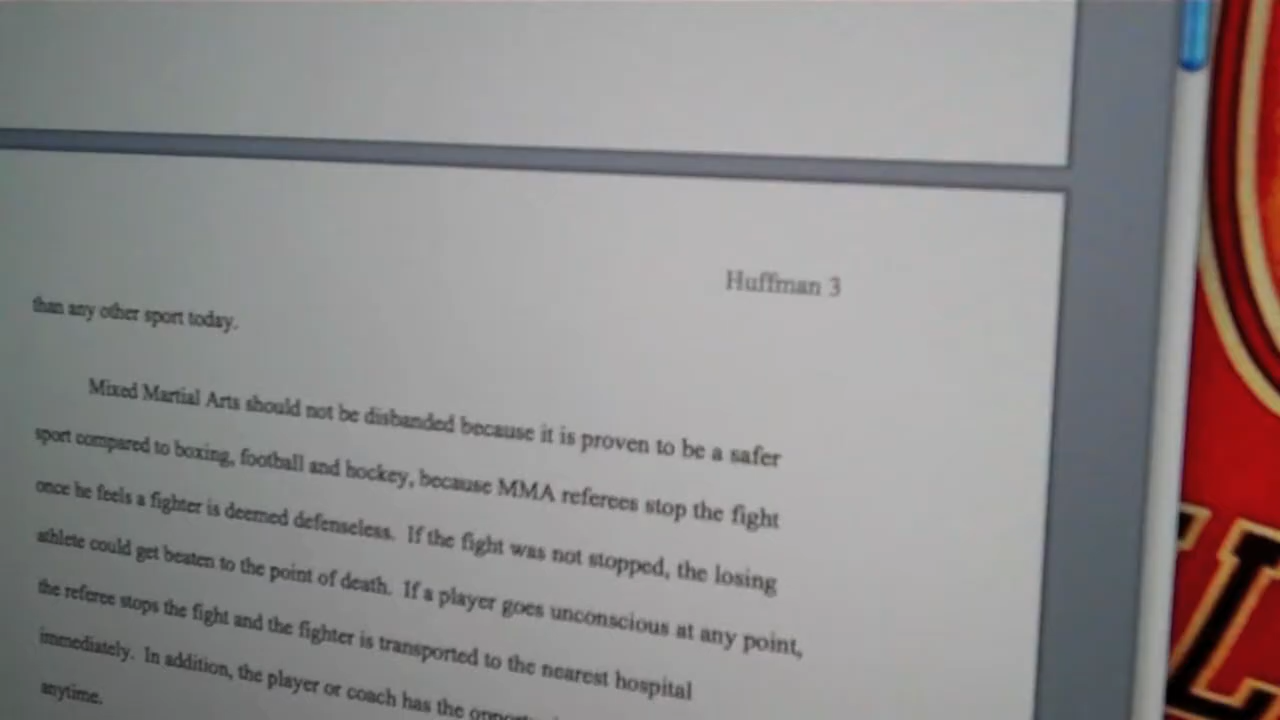 Huffman 3
than any other sport today.
Mixed Martial Arts should not be disbanded because it is proven to be a safer
sport compared to boxing, football and hockey, because MMA referees stop the fight
once he feels a fighter is deemed defenseless. If the fight was not stopped, the losing
athlete could get beaten to the point of death. If a player goes unconscious at any point,
the referee stops the fight and the fighter is transported to the nearest hospital
immediately. In addition, the player or coach has the
anytime.